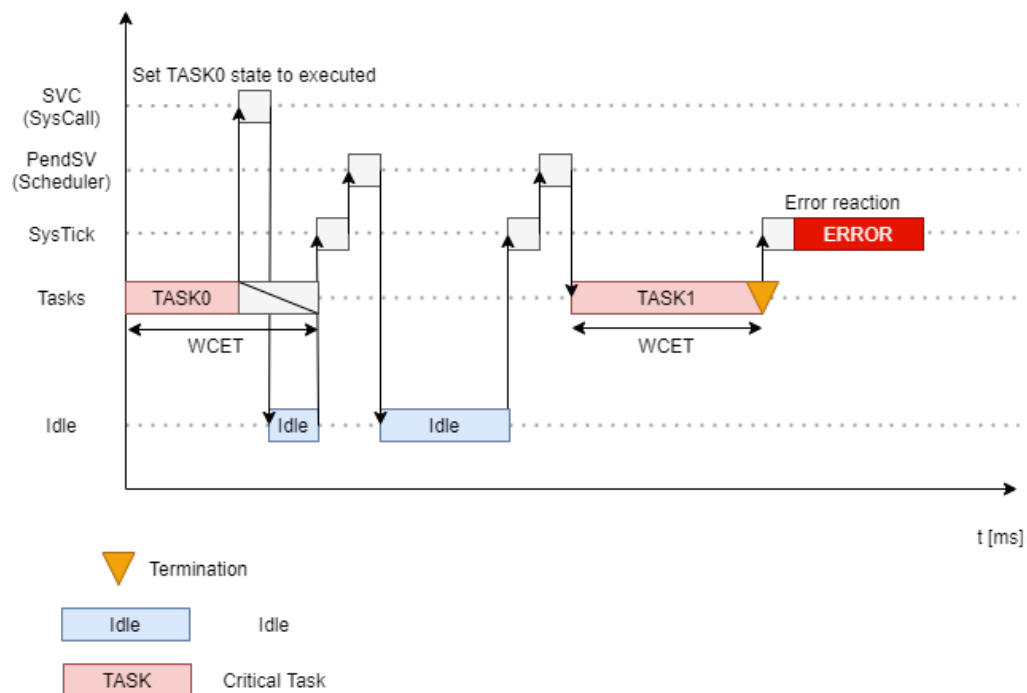 Set TASK0 state to executed
SVC
(SysCall)
PendSV
(Scheduler)
Error reaction
SysTick
ERROR
Tasks
TASK0
TASK1
WCET
WCET
Idle
Idle
Idle
t [ms]
Termination
Idle
Idle
TASK
Critical Task